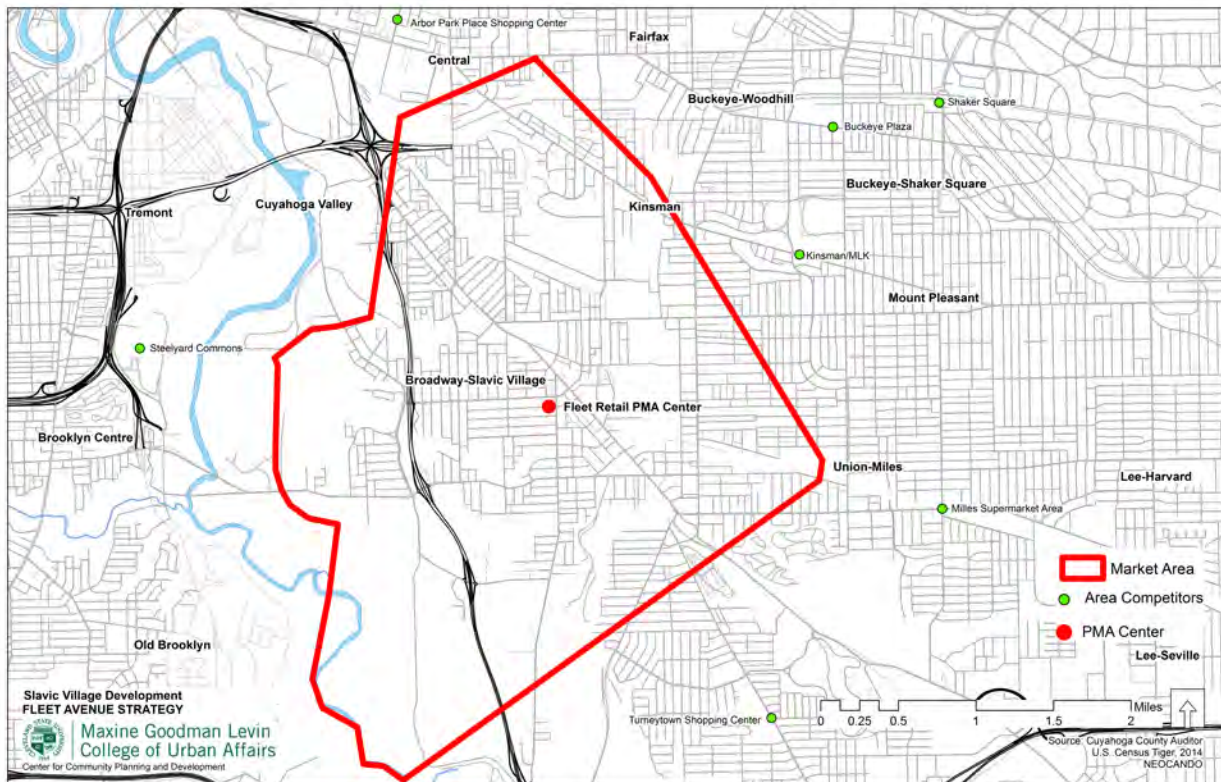 Arbor Park Place Shopping Center
Fairfax
Central
Buckeye-Woodhill
Shaker Square
Buckeye Plaza
Buckeye-Shaker Square
Cuyahoga Valley
Tremont
Kinsman
Kinsman/MLK
Mount Pleasant
Steelyard Commons
Broadway-Slavic Village
Fleet Retail PMA Center
Brooklyn Centre
Union-Miles
Lee-Harvard
Milles Supermarket Area
Market Area
Area Competitors
PMA Center
Old Brooklyn
Lee-Seville
Slavic Village Development
FLEET AVENUE STRATEGY
Maxine Goodman Levin
College of Urban Affairs
Center for Community Planning and Development
Turneytown Shopping Center
Miles
0 0.25 0.5 1 1.5 2
Source: Cuyahoga County Auditor
U.S. Census Tiger, 2014
NEOCANDO